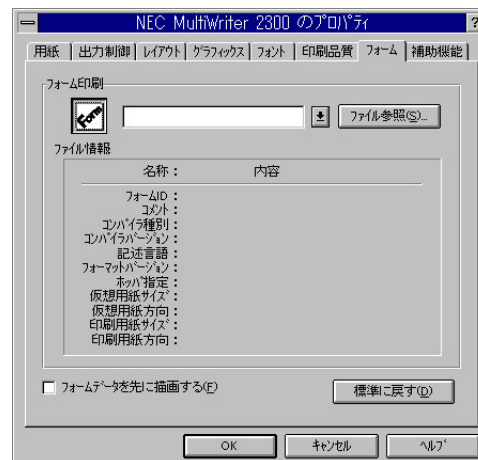 NEC MultiWriter 2300 のﾌﾟﾛﾊﾟﾃｨ ?
用紙 出力制御 ﾚｲｱｳﾄ ｸﾞﾗﾌｨｯｸｽ ﾌｫﾝﾄ 印刷品質 ﾌｫｰﾑ 補助機能
ﾌｫｰﾑ印刷
Form
ﾌｧｲﾙ参照(S)...
ﾌｧｲﾙ情報
名称： 内容
ﾌｫｰﾑID：
ｺﾒﾝﾄ：
ｺﾝﾊﾟｲﾗ種別：
ｺﾝﾊﾟｲﾗﾊﾞｰｼﾞｮﾝ：
記述言語：
ﾌｫｰﾏｯﾄﾊﾞｰｼﾞｮﾝ：
ﾎｯﾊﾟ指定：
仮想用紙ｻｲｽﾞ：
仮想用紙方向：
印刷用紙ｻｲｽﾞ：
印刷用紙方向：
ﾌｫｰﾑﾃﾞｰﾀを先に描画する(F)
標準に戻す(D)
OK ｷｬﾝｾﾙ ﾍﾙﾌﾟ